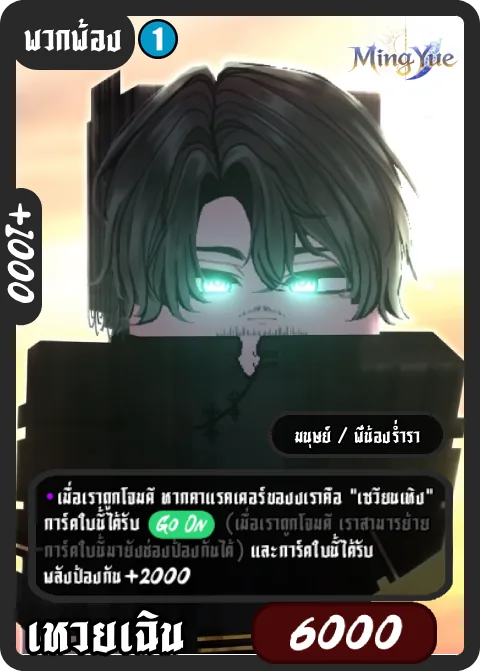 พวกพ้อง 1
MingYue
+1000
มนุษย์ / พี่น้องร่ำรา
•เมื่อเราถูกโจมตี หากคาแรคเตอร์ของงเราคือ "เซวียนเหิง"
การ์ดใบนี้ได้รับ GO ON (เมื่อเราถูกโจมตี เราสามารถย้าย
การ์ดใบนี้มายังช่องป้องกันได้) และการ์ดใบนี้ได้รับ
พลังป้องกัน +2000
เหวยเฉิน 6000